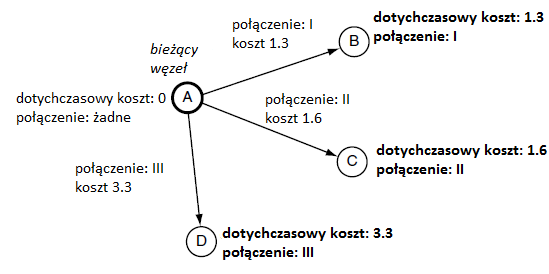 połączenie: I
koszt 1.3
dotychczasowy koszt: 1.3
połączenie: I
B
bieżący
węzeł
dotychczasowy koszt: 0
połączenie: żadne
A
połączenie: II
koszt 1.6
dotychczasowy koszt: 1.6
połączenie: II
C
połączenie: III
koszt 3.3
D
dotychczasowy koszt: 3.3
połączenie: III